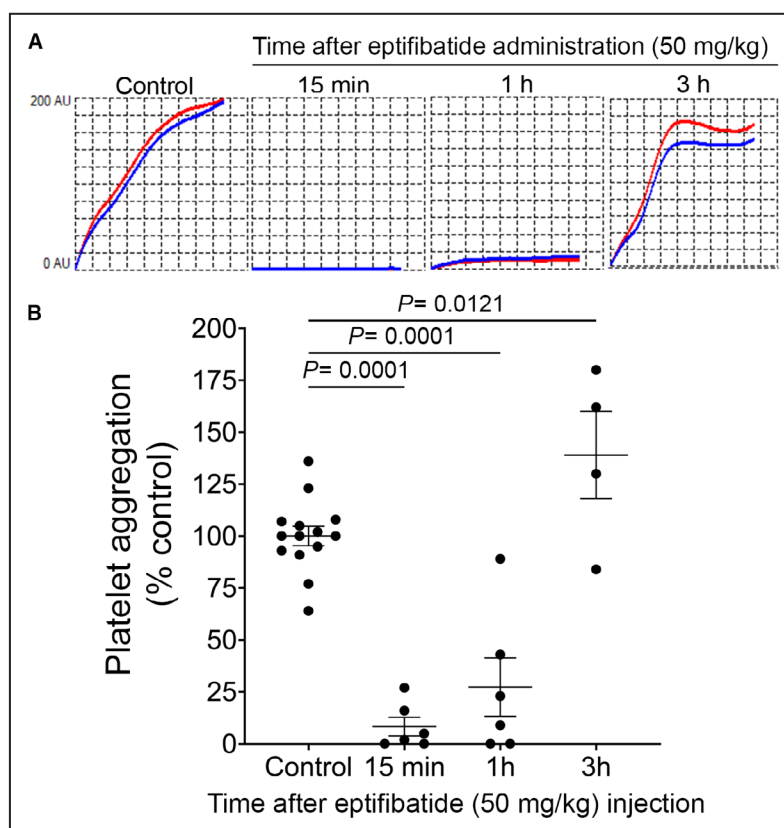 A
Time after eptifibatide administration (50 mg/kg)
Control 15 min 1 h 3 h
200 AU
0 AU
B
P= 0.0121
P= 0.0001
P= 0.0001
Platelet aggregation
(% control)
200
175
150
125
100
75
50
25
0
Control 15 min 1h 3h
Time after eptifibatide (50 mg/kg) injection